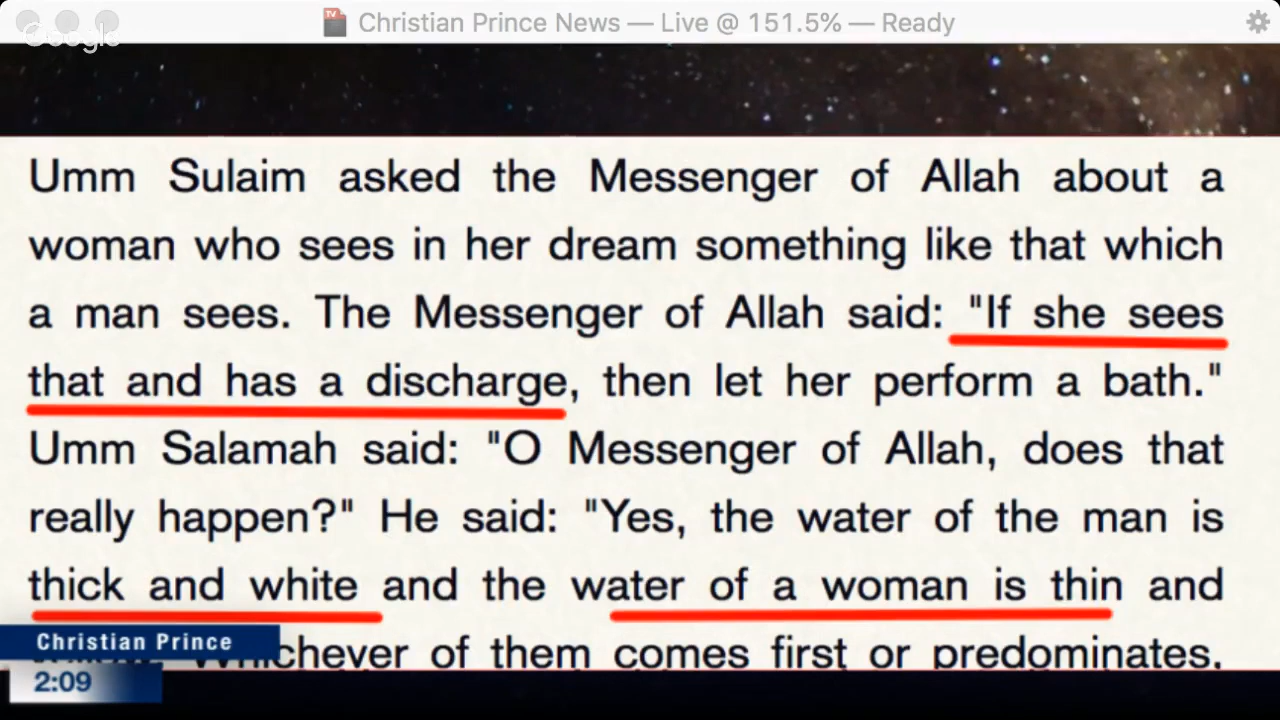 Christian Prince News — Live @ 151.5% — Ready
Google
Umm Sulaim asked the Messenger of Allah about a
woman who sees in her dream something like that which
a man sees. The Messenger of Allah said: "If she sees
that and has a discharge, then let her perform a bath."
Umm Salamah said: "O Messenger of Allah, does that
really happen?" He said: "Yes, the water of the man is
thick and white and the water of a woman is thin and
Whichever of them comes first or predominates,
Christian Prince
2:09